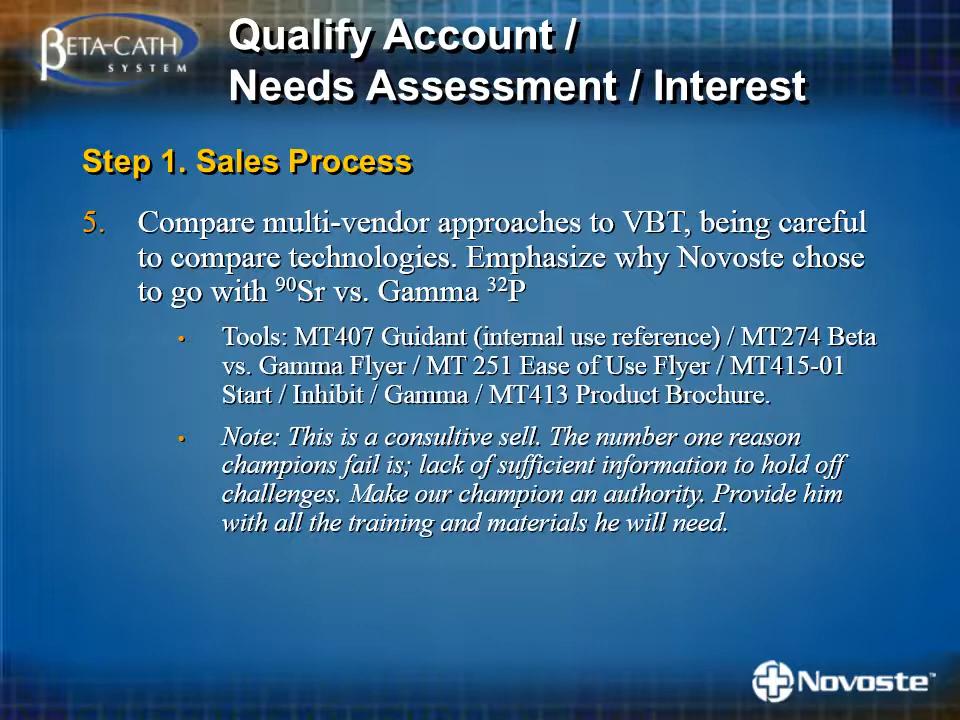 βETA-CATH
SYSTEM
Qualify Account /
Needs Assessment / Interest
Step 1. Sales Process
5. Compare multi-vendor approaches to VBT, being careful
to compare technologies. Emphasize why Novoste chose
to go with ⁹⁰Sr vs. Gamma ³²P
• Tools: MT407 Guidant (internal use reference) / MT274 Beta
vs. Gamma Flyer / MT 251 Ease of Use Flyer / MT415-01
Start / Inhibit / Gamma / MT413 Product Brochure.
• Note: This is a consultive sell. The number one reason
champions fail is; lack of sufficient information to hold off
challenges. Make our champion an authority. Provide him
with all the training and materials he will need.
Novoste™